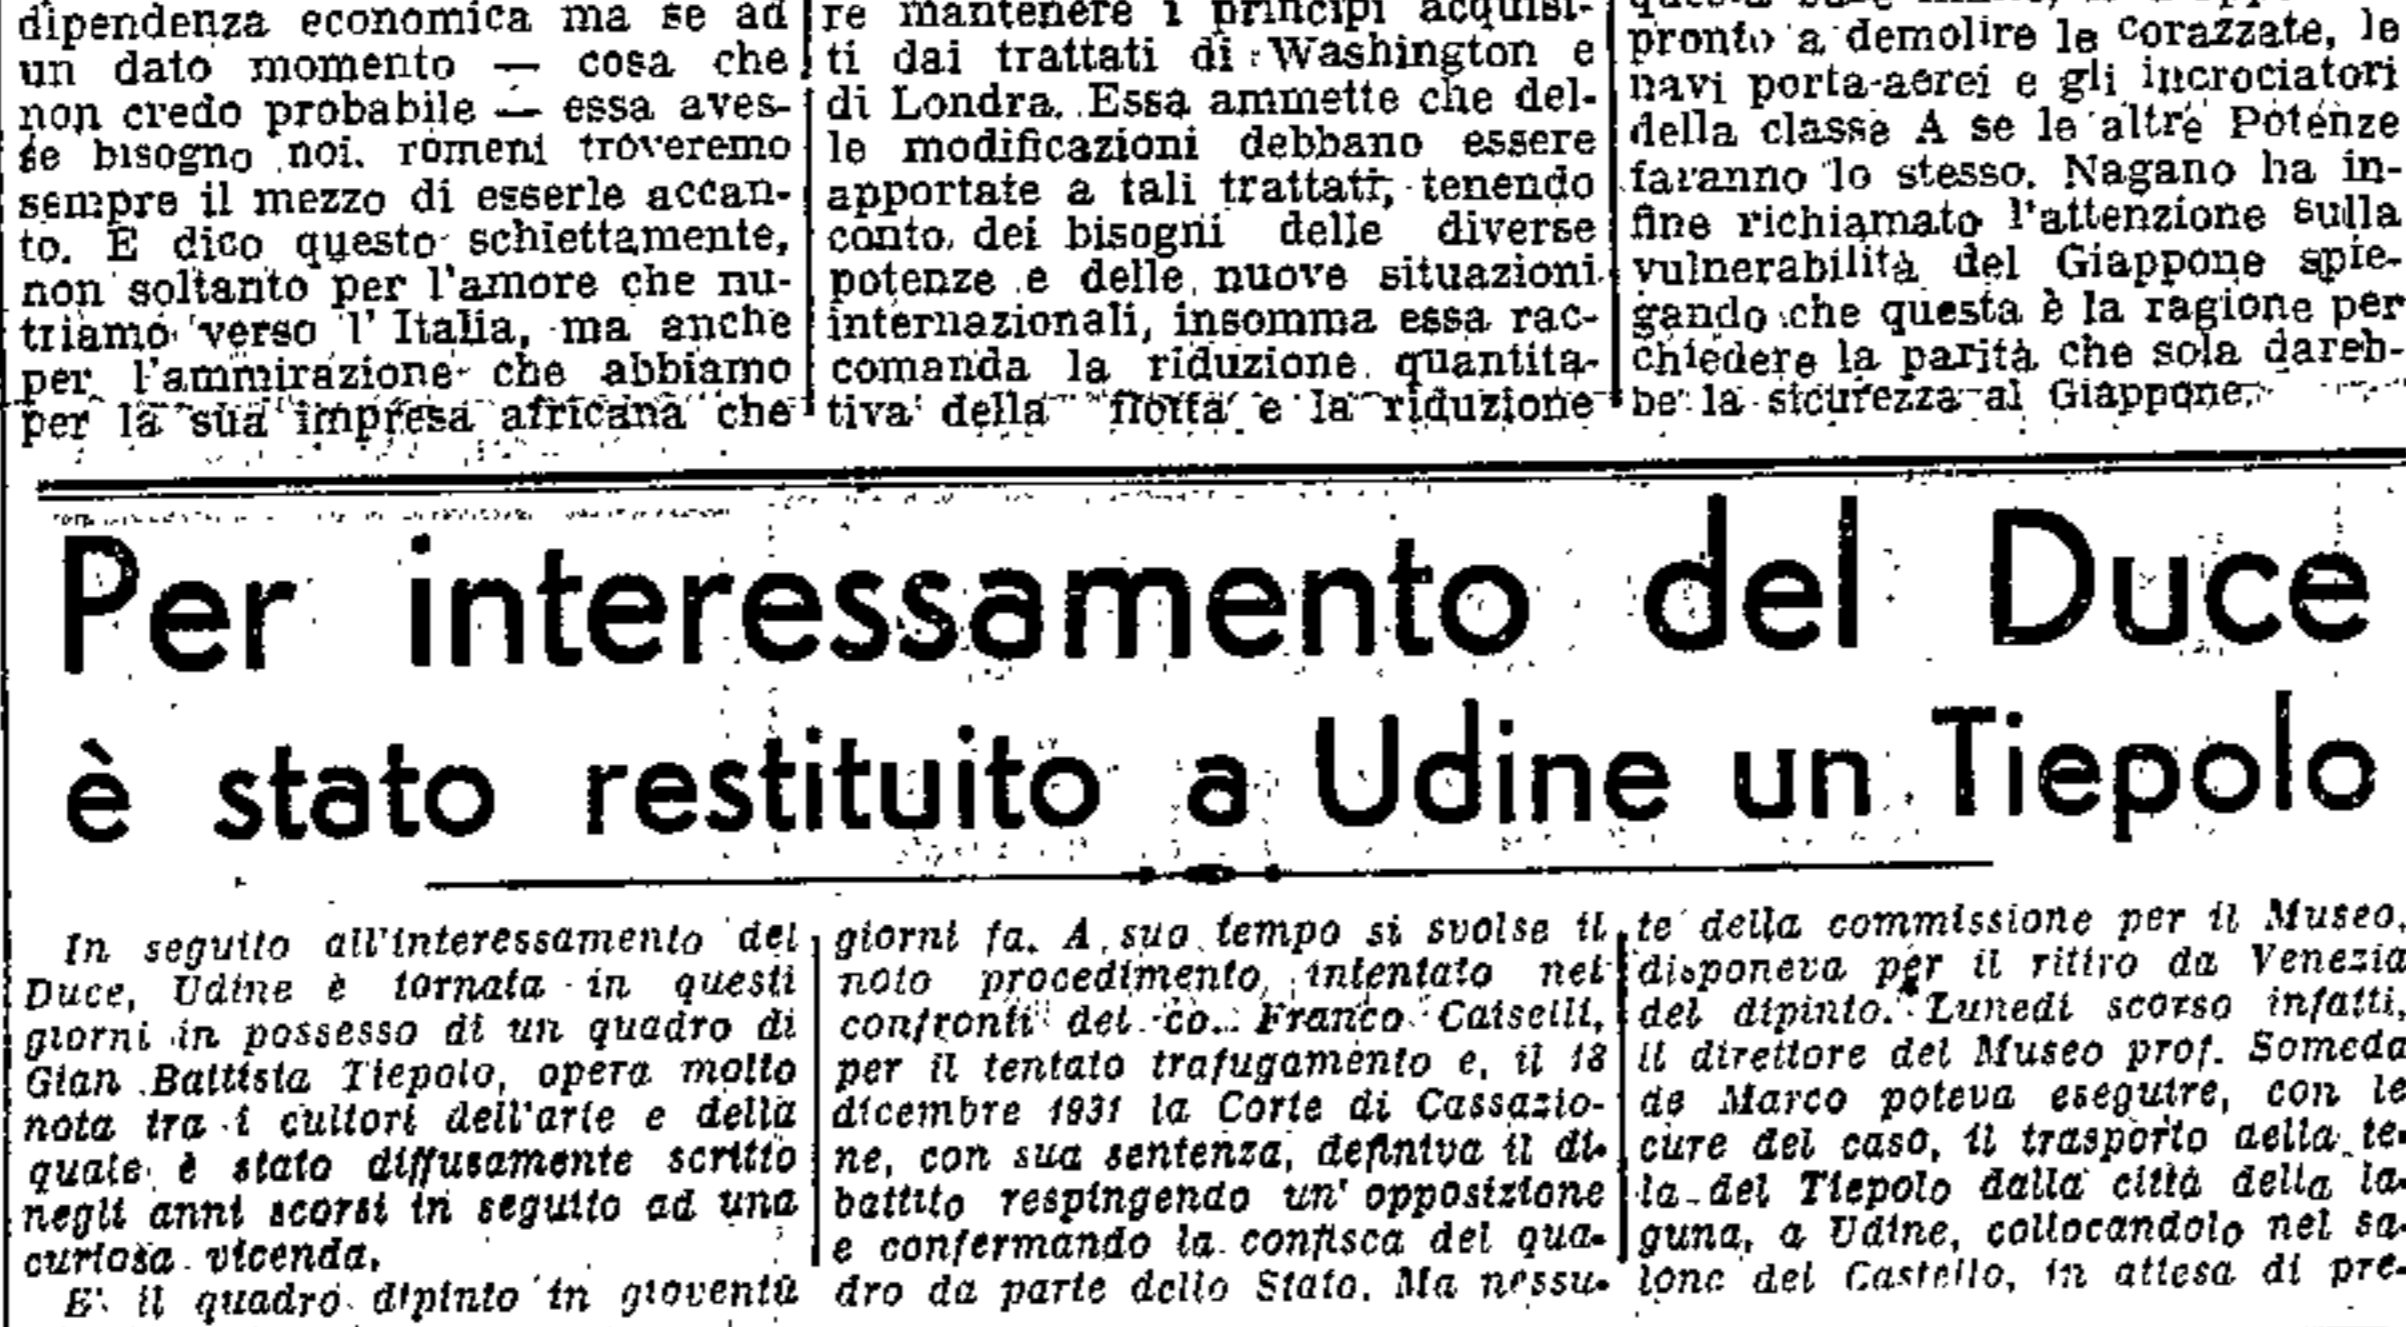 dipendenza economica ma se ad
un dato momento — cosa che
non credo probabile — essa aves-
se bisogno noi. romeni troveremo
sempre il mezzo di esserle accan-
to. E dico questo schiettamente,
non soltanto per l'amore che nu-
triamo verso l' Italia, ma anche
per l'ammirazione che abbiamo
per la sua impresa africana che
re mantenere i principi acquisi-
ti dai trattati di Washington e
di Londra. Essa ammette che del-
le modificazioni debbano essere
apportate a tali trattati, tenendo
conto dei bisogni delle diverse
potenze e delle nuove situazioni
internazionali, insomma essa rac-
comanda la riduzione quantita-
tiva della flotta e la riduzione
pronto a demolire le corazzate, le
navi porta-aerei e gli incrociatori
della classe A se le altre Potenze
faranno lo stesso. Nagano ha in-
fine richiamato l'attenzione sulla
vulnerabilità del Giappone spie-
gando che questa è la ragione per
chiedere la parità che sola dareb-
be la sicurezza al Giappone.
Per interessamento del Duce
è stato restituito a Udine un Tiepolo
In seguito all'interessamento del
Duce, Udine è tornata in questi
giorni in possesso di un quadro di
Gian Battista Tiepolo, opera molto
nota tra i cultori dell'arte e della
quale è stato diffusamente scritto
negli anni scorsi in seguito ad una
curiosa vicenda.
E' il quadro dipinto in gioventù
giorni fa. A suo tempo si svolse il
noto procedimento intentato nei
confronti del co. Franco Caiselli,
per il tentato trafugamento e, il 18
dicembre 1931 la Corte di Cassazio-
ne, con sua sentenza, definiva il di-
battito respingendo un' opposizione
e confermando la confisca del qua-
dro da parte dello Stato. Ma nessu-
te della commissione per il Museo,
disponeva per il ritiro da Venezia
del dipinto. Lunedì scorso infatti,
il direttore del Museo prof. Someda
de Marco poteva eseguire, con le
cure del caso, il trasporto della te-
la del Tiepolo dalla città della la-
guna, a Udine, collocandolo nel sa-
lone del Castello, in attesa di pre-